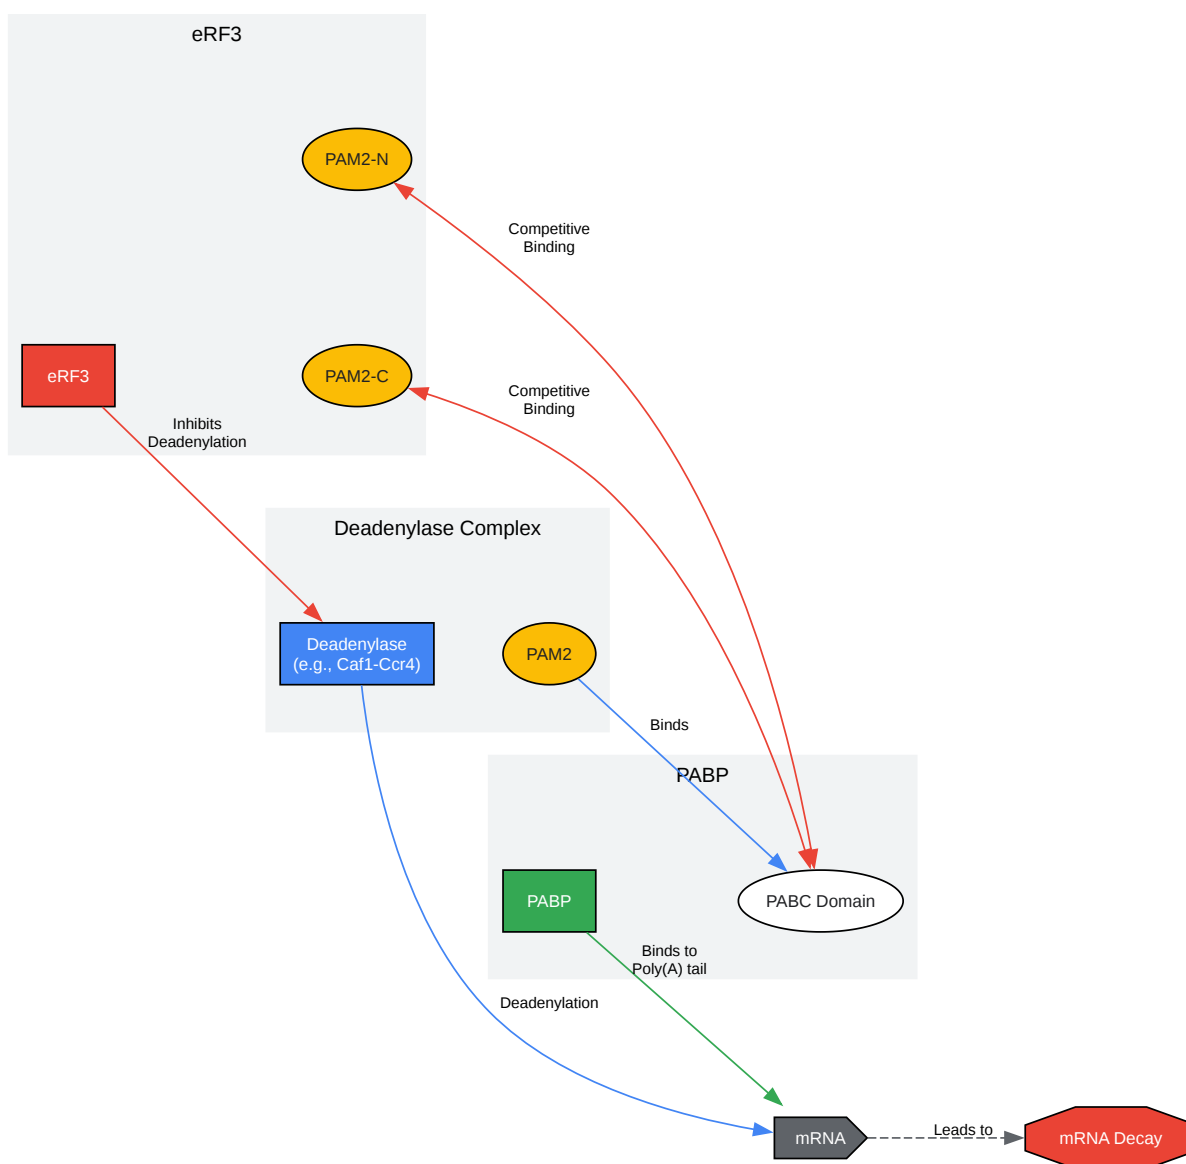 eRF3
PAM2-N
Competitive
Binding
eRF3
PAM2-C
Competitive
Binding
Inhibits
Deadenylation
Deadenylase Complex
Deadenylase
(e.g., Caf1-Ccr4)
PAM2
Binds
PABP
PABP
PABC Domain
Binds to
Poly(A) tail
Deadenylation
mRNA
Leads to
mRNA Decay